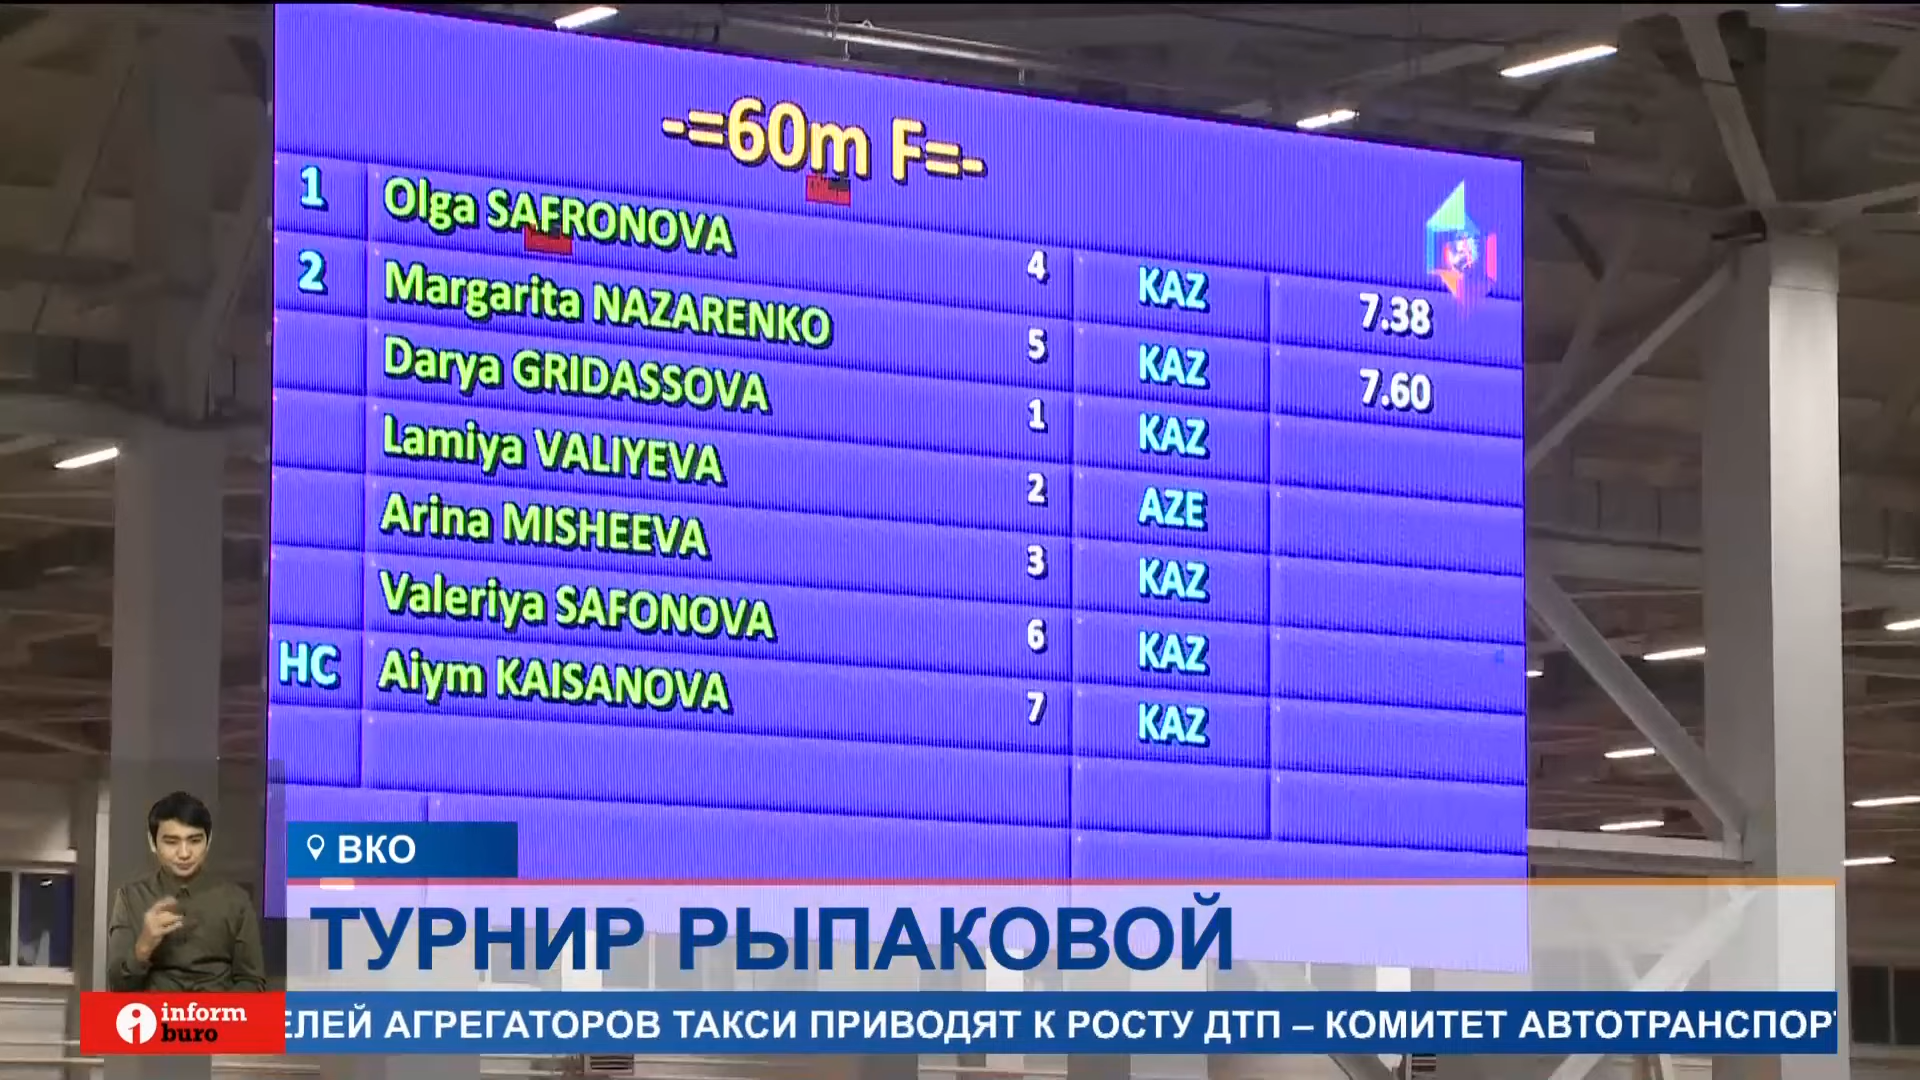 -=60m F=-
1 Olga SAFRONOVA 4 KAZ 7.38
2 Margarita NAZARENKO 5 KAZ 7.60
Darya GRIDASSOVA 1 KAZ
Lamiya VALIYEVA 2 AZE
Arina MISHEEVA 3 KAZ
Valeriya SAFONOVA 6 KAZ
НС Aiym KAISANOVA 7 KAZ
ВКО
ТУРНИР РЫПАКОВОЙ
inform
buro
ЕЛЕЙ АГРЕГАТОРОВ ТАКСИ ПРИВОДЯТ К РОСТУ ДТП – КОМИТЕТ АВТОТРАНСПОРТ